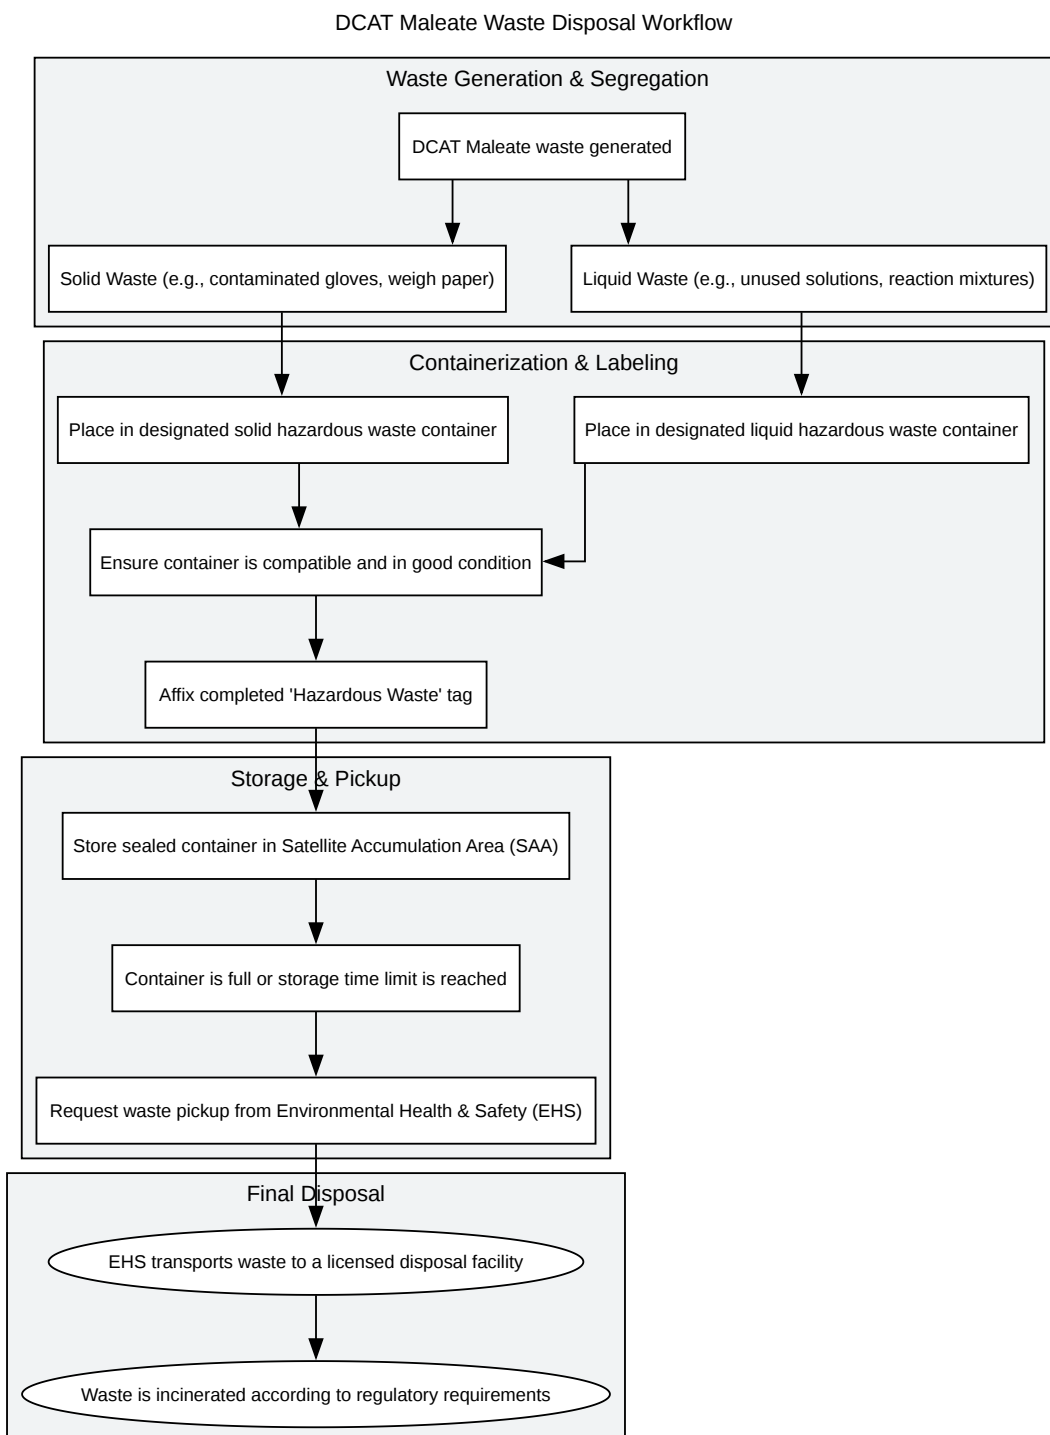 DCAT Maleate Waste Disposal Workflow
Waste Generation & Segregation
DCAT Maleate waste generated
Solid Waste (e.g., contaminated gloves, weigh paper)
Liquid Waste (e.g., unused solutions, reaction mixtures)
Containerization & Labeling
Place in designated solid hazardous waste container
Place in designated liquid hazardous waste container
Ensure container is compatible and in good condition
Affix completed 'Hazardous Waste' tag
Storage & Pickup
Store sealed container in Satellite Accumulation Area (SAA)
Container is full or storage time limit is reached
Request waste pickup from Environmental Health & Safety (EHS)
Final Disposal
EHS transports waste to a licensed disposal facility
Waste is incinerated according to regulatory requirements